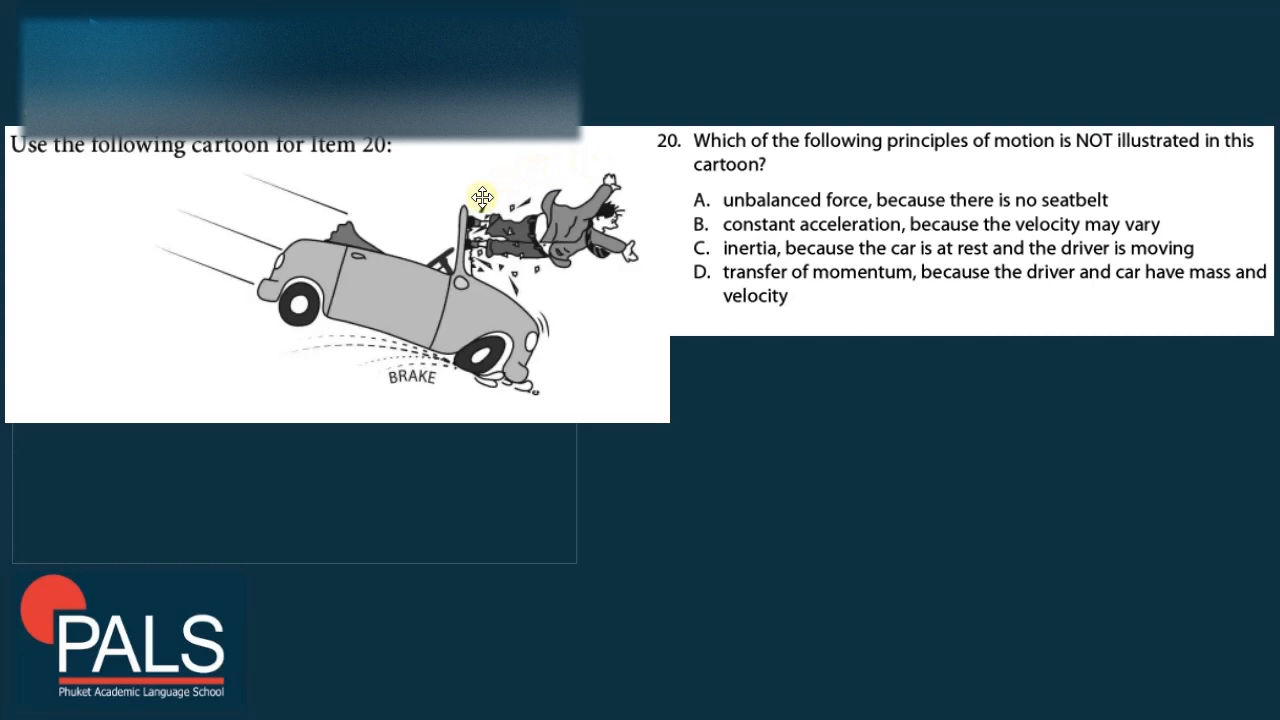 Use the following cartoon for Item 20:
BRAKE
20. Which of the following principles of motion is NOT illustrated in this
cartoon?
A. unbalanced force, because there is no seatbelt
B. constant acceleration, because the velocity may vary
C. inertia, because the car is at rest and the driver is moving
D. transfer of momentum, because the driver and car have mass and
velocity
PALS
Phuket Academic Language School